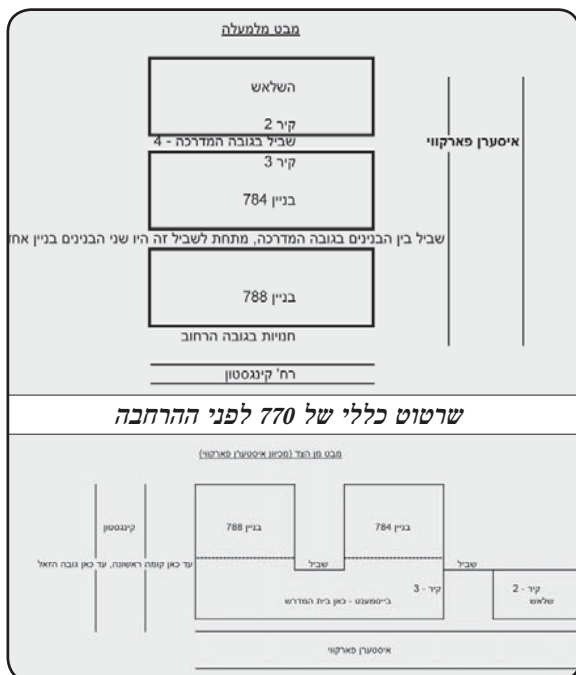 מבט מלמעלה
השלאש
קיר 2
שביל בגובה המדרכה - 4
קיר 3
איסטערן פארקווי
בניין 784
שביל בין הבנינים בגובה המדרכה, מתחת לשביל זה היו שני הבנינים בניין אחד
בניין 788
חנויות בגובה הרחוב
רח' קינגסטון
שרטוט כללי של 770 לפני ההרחבה
מבט מן הצד (מכיוון איסטערן פארקווי)
קינגסטון
בניין 788
בניין 784
עד כאן קומה ראשונה, עד כאן גובה הזאל
שביל
שביל
קיר - 3
קיר - 2
בייסמענט - כאן בית המדרש
שלאש
איסטערן פארקווי